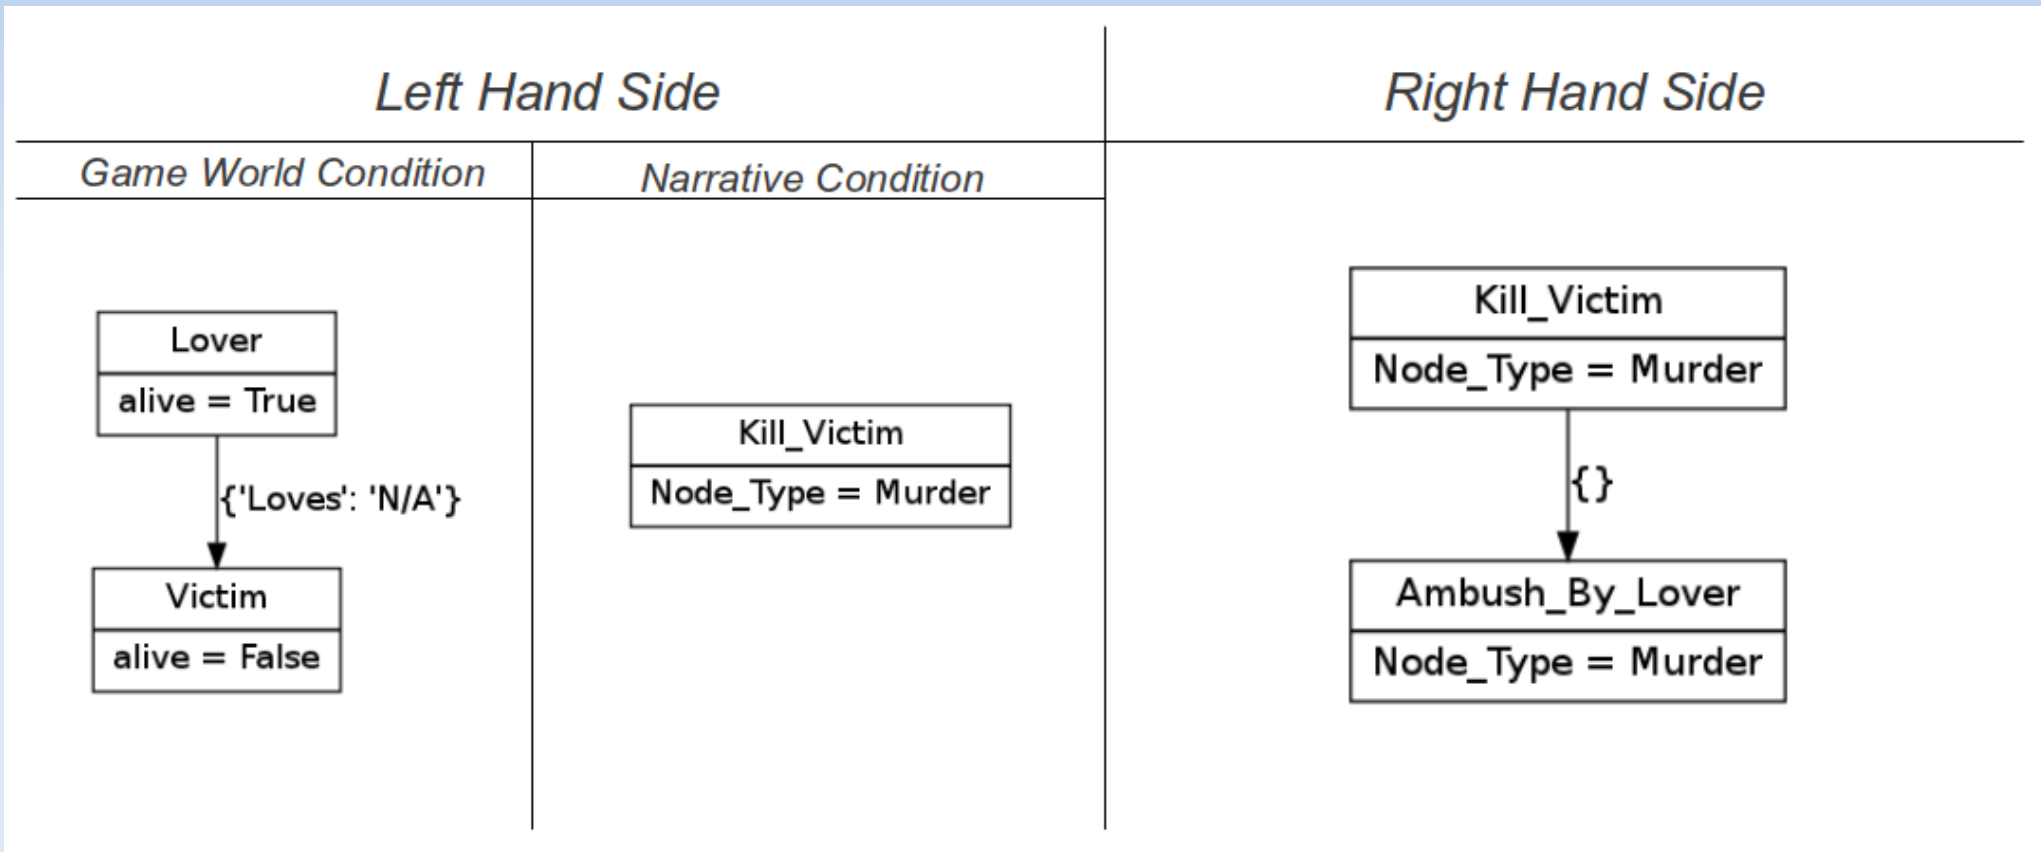 Left Hand Side
Right Hand Side
Game World Condition
Narrative Condition
Lover
alive = True
{'Loves': 'N/A'}
Victim
alive = False
Kill_Victim
Node_Type = Murder
Kill_Victim
Node_Type = Murder
{}
Ambush_By_Lover
Node_Type = Murder